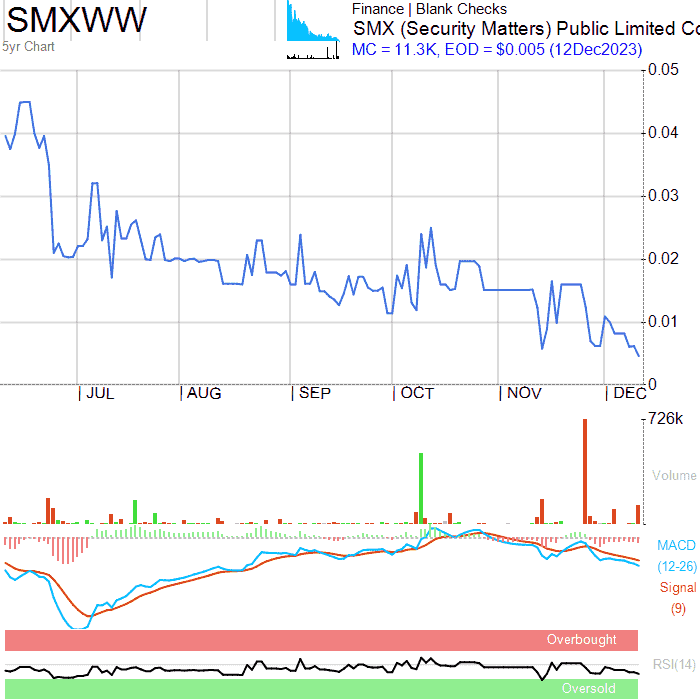 SMXWW
5yr Chart
Finance | Blank Checks
SMX (Security Matters) Public Limited Co
MC = 11.3K, EOD = $0.005 (12Dec2023)
0.05
0.04
0.03
0.02
0.01
0
| JUL | AUG | SEP | OCT | NOV | DEC
726k
Volume
MACD
(12-26)
Signal
(9)
Overbought
RSI(14)
Oversold